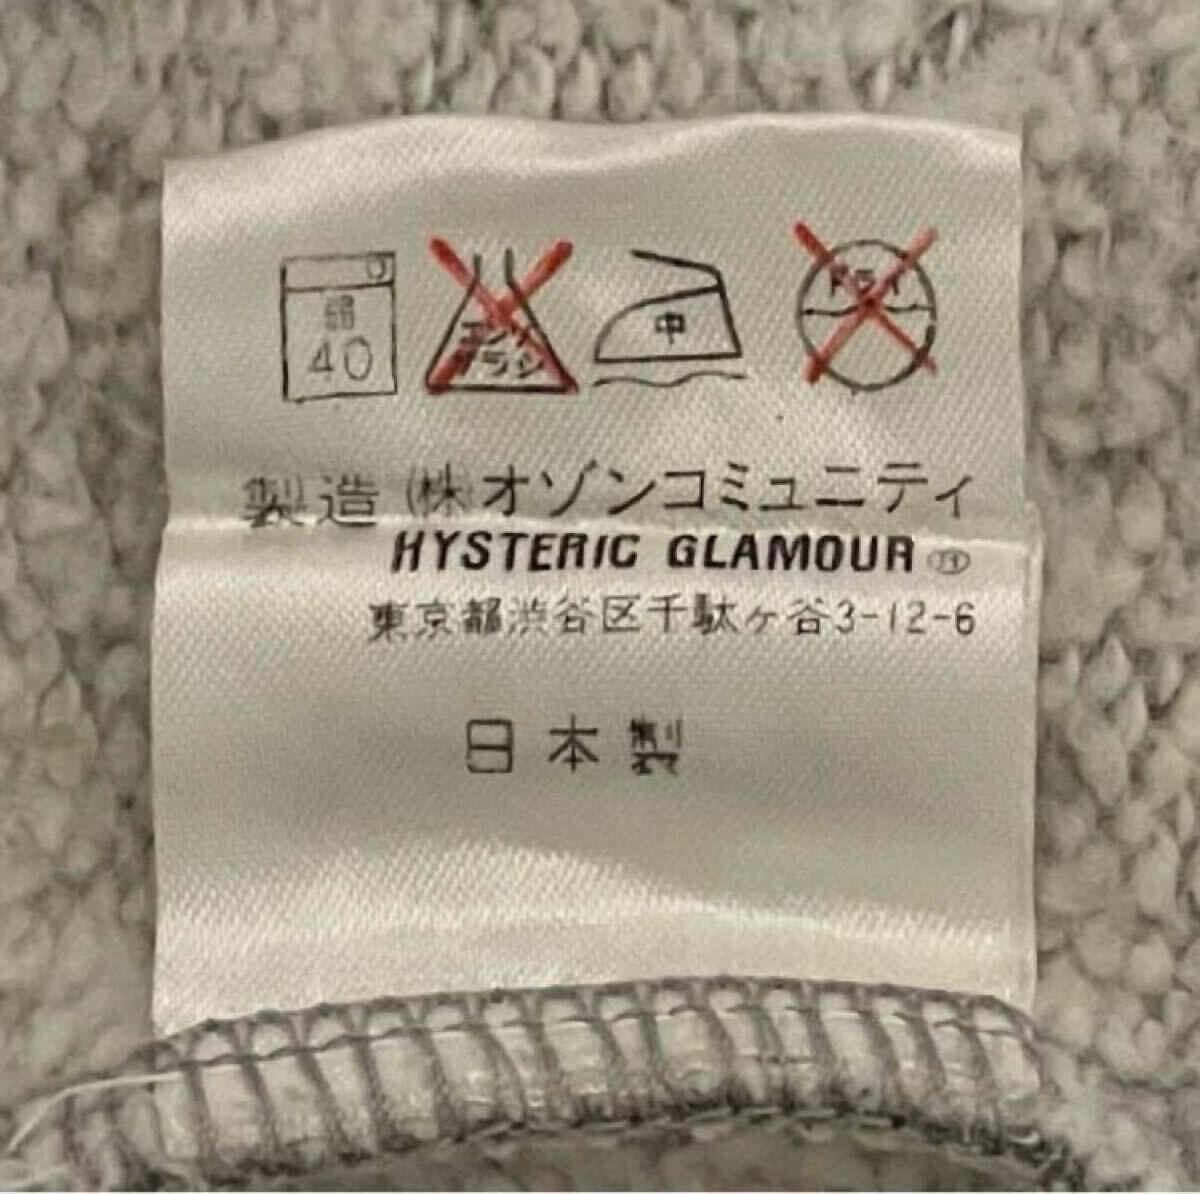 弱 40 エンソ サラシ 中 ドライ
製造 (株)オゾンコミュニティ
HYSTERIC GLAMOUR
東京都渋谷区千駄ヶ谷3-12-6
日本製